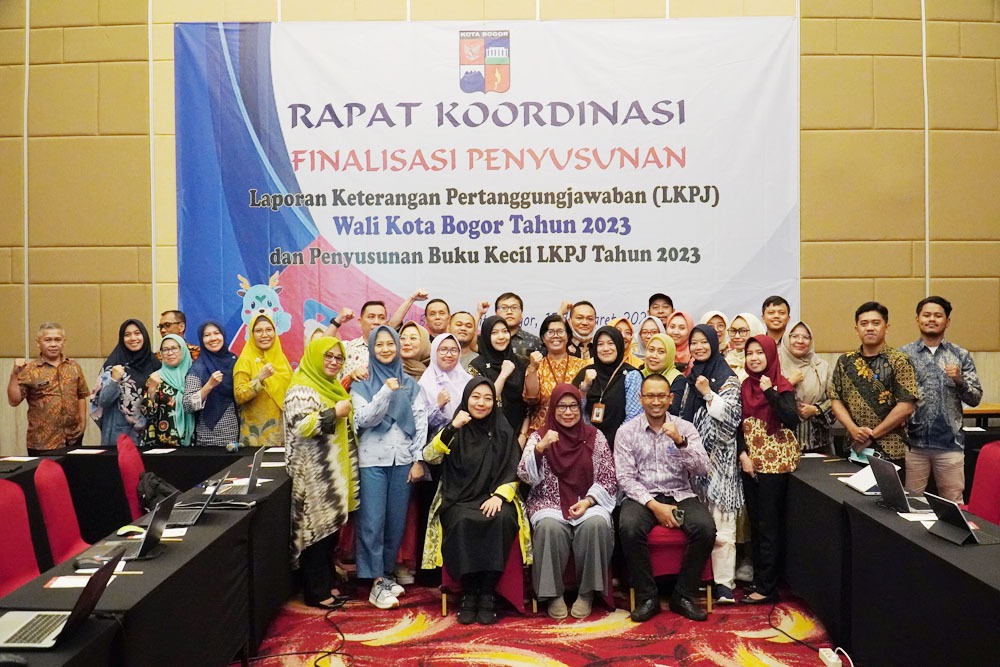 KOTA BOGOR
RAPAT KOORDINASI
FINALISASI PENYUSUNAN
Laporan Keterangan Pertanggungjawaban (LKPJ)
Wali Kota Bogor Tahun 2023
dan Penyusunan Buku Kecil LKPJ Tahun 2023